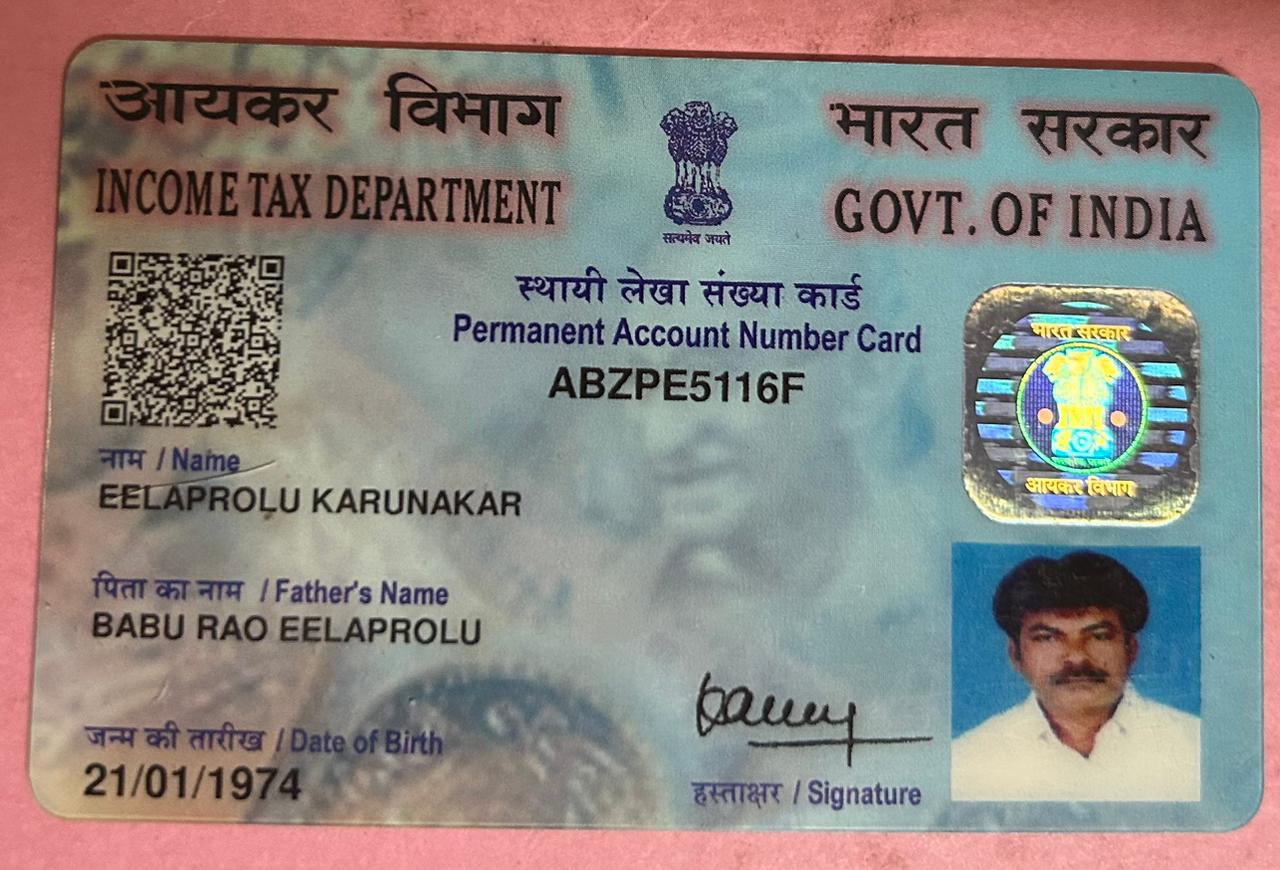 आयकर विभाग
INCOME TAX DEPARTMENT
सत्यमेव जयते
भारत सरकार
GOVT. OF INDIA
स्थायी लेखा संख्या कार्ड
Permanent Account Number Card
ABZPE5116F
भारत सरकार
आयकर विभाग
नाम / Name
EELAPROLU KARUNAKAR
पिता का नाम / Father's Name
BABU RAO EELAPROLU
जन्म की तारीख / Date of Birth
21/01/1974
हस्ताक्षर / Signature